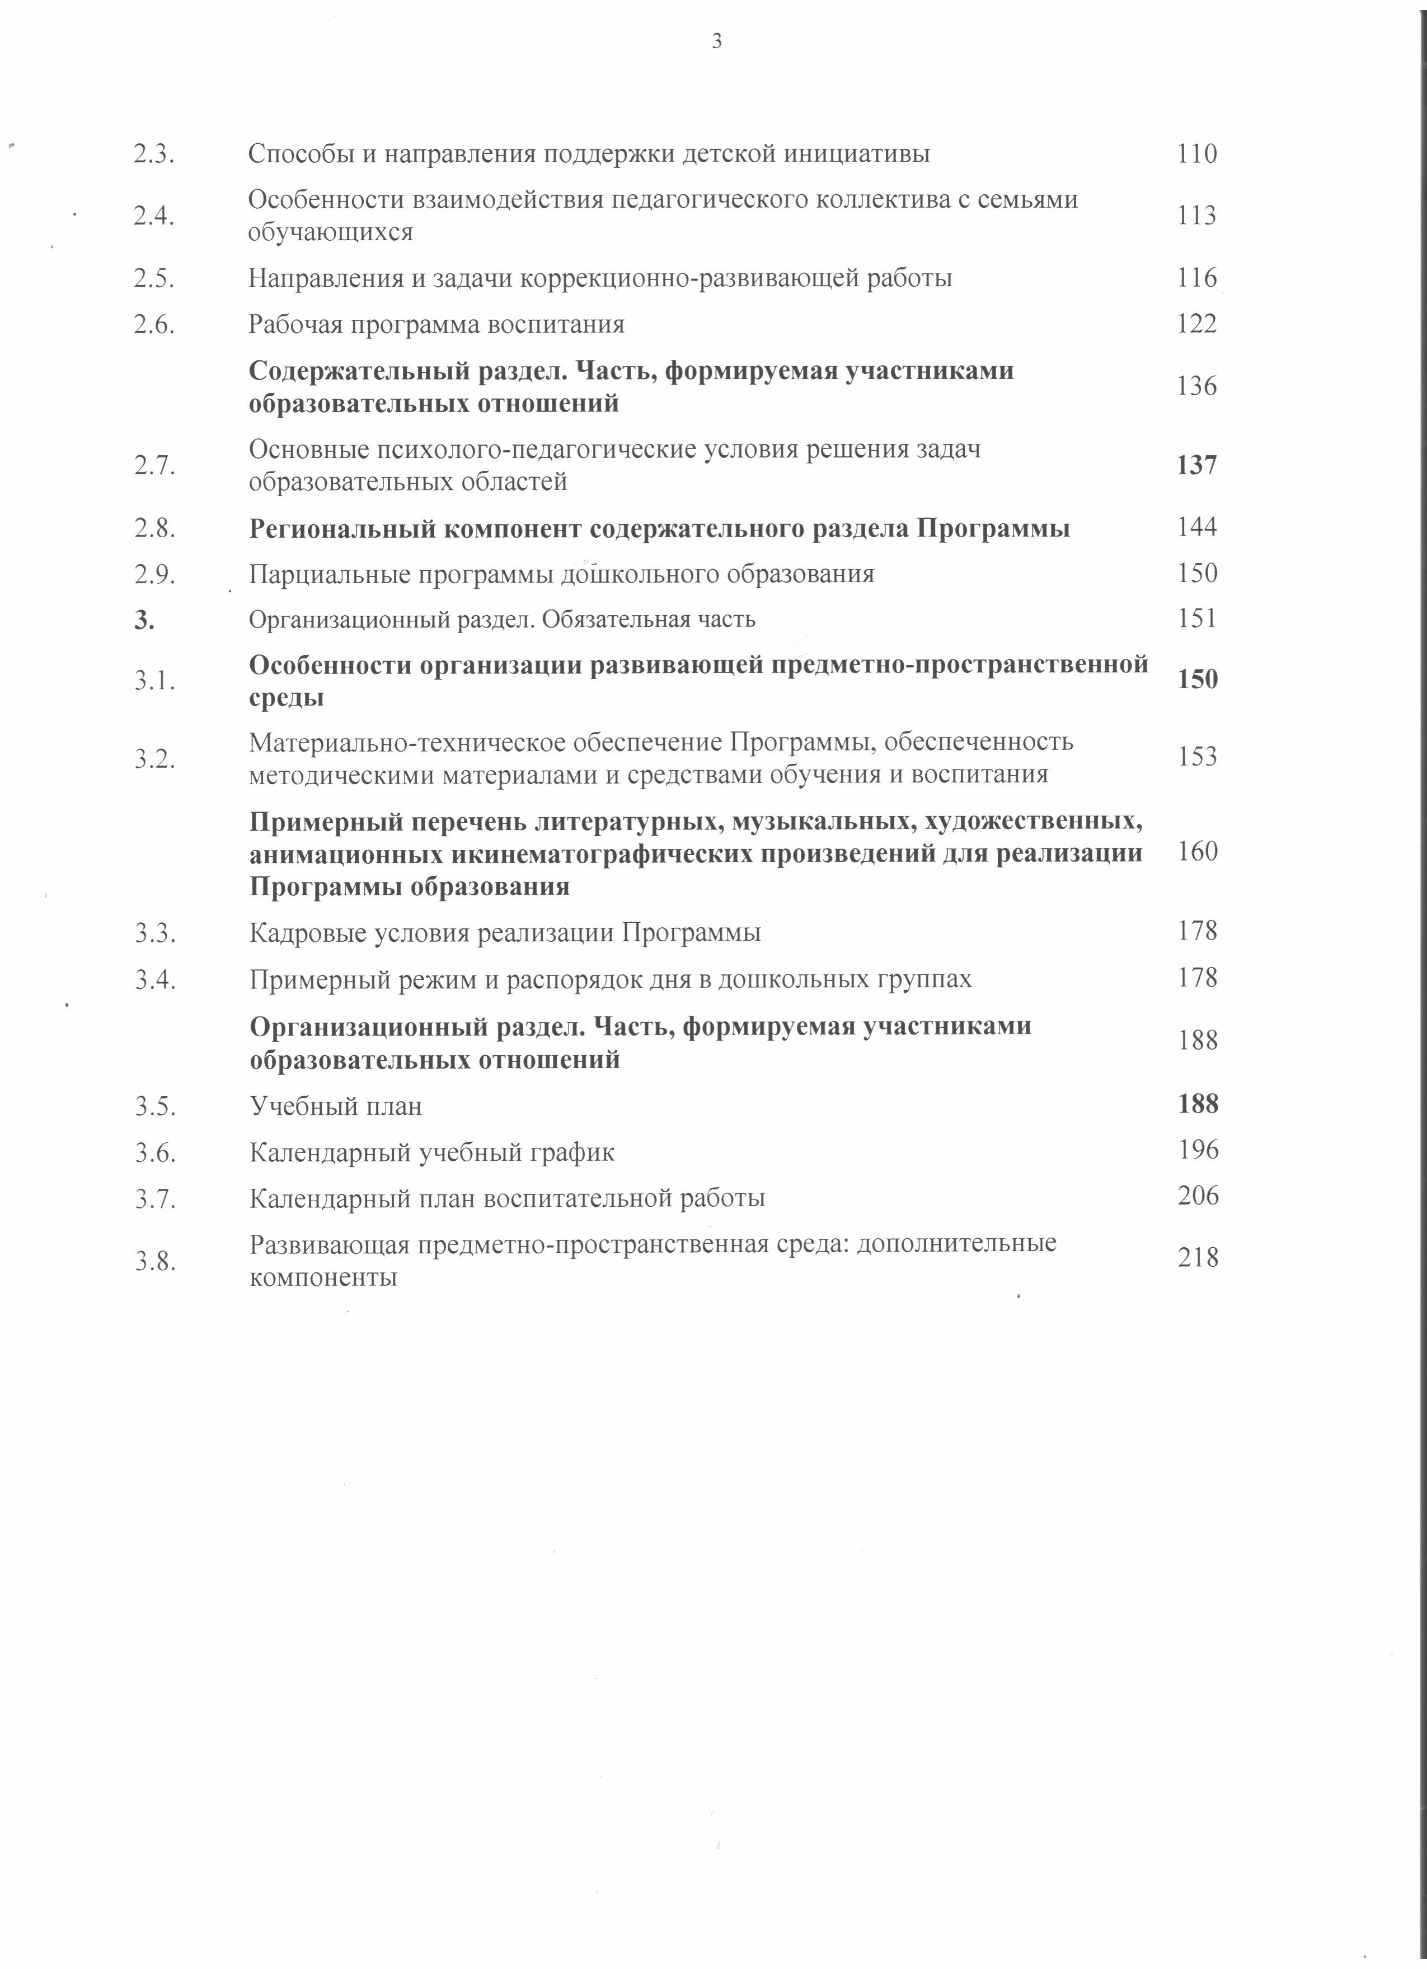 3
2.3. Способы и направления поддержки детской инициативы 110
2.4. Особенности взаимодействия педагогического коллектива с семьями
обучающихся 113
2.5. Направления и задачи коррекционно-развивающей работы 116
2.6. Рабочая программа воспитания 122
Содержательный раздел. Часть, формируемая участниками
образовательных отношений 136
2.7. Основные психолого-педагогические условия решения задач
образовательных областей 137
2.8. Региональный компонент содержательного раздела Программы 144
2.9. Парциальные программы дошкольного образования 150
3. Организационный раздел. Обязательная часть 151
3.1. Особенности организации развивающей предметно-пространственной
среды 150
3.2. Материально-техническое обеспечение Программы, обеспеченность
методическими материалами и средствами обучения и воспитания 153
Примерный перечень литературных, музыкальных, художественных,
анимационных икинематографических произведений для реализации 160
Программы образования
3.3. Кадровые условия реализации Программы 178
3.4. Примерный режим и распорядок дня в дошкольных группах 178
Организационный раздел. Часть, формируемая участниками
образовательных отношений 188
3.5. Учебный план 188
3.6. Календарный учебный график 196
3.7. Календарный план воспитательной работы 206
3.8. Развивающая предметно-пространственная среда: дополнительные
компоненты 218